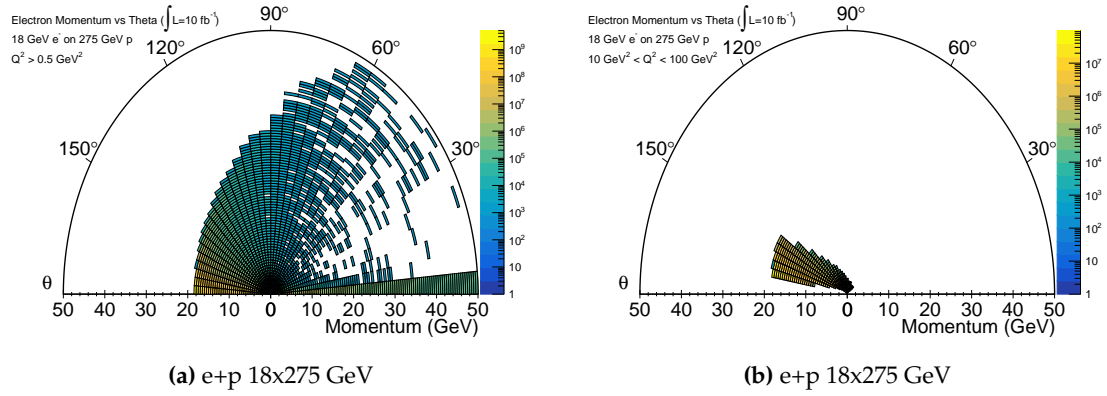 Electron Momentum vs Theta ( ∫ L=10 fb⁻¹)
18 GeV e⁻ on 275 GeV p
Q² > 0.5 GeV²
90°
120°
60°
150°
30°
θ
50 40 30 20 10 0 10 20 30 40 50
Momentum (GeV)
10⁹
10⁸
10⁷
10⁶
10⁵
10⁴
10³
10²
10
1
(a) e+p 18x275 GeV
Electron Momentum vs Theta ( ∫ L=10 fb⁻¹)
18 GeV e⁻ on 275 GeV p
10 GeV² < Q² < 100 GeV²
90°
120°
60°
150°
30°
θ
50 40 30 20 10 0 10 20 30 40 50
Momentum (GeV)
10⁷
10⁶
10⁵
10⁴
10³
10²
10
1
(b) e+p 18x275 GeV